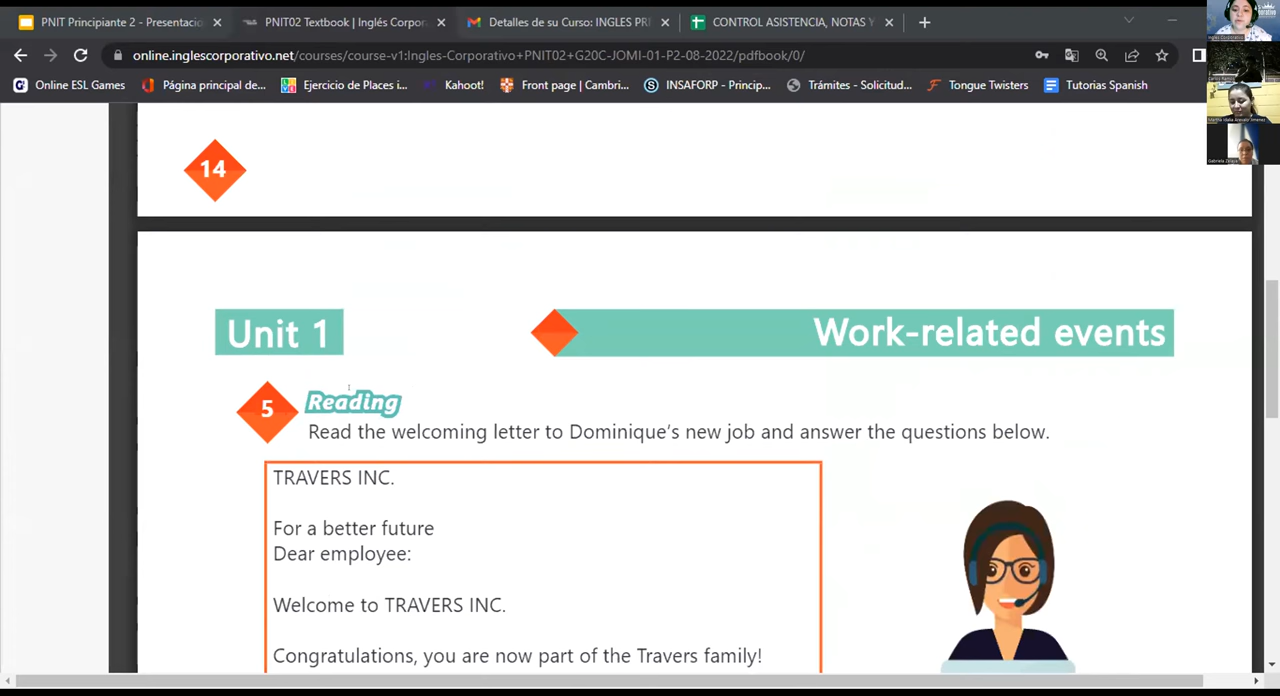 PNIT Principiante 2 - Presentacio
PNIT02 Textbook | Inglés Corpor
Detalles de su Curso: INGLES PRI
CONTROL ASISTENCIA, NOTAS Y
online.inglescorporativo.net/courses/course-v1:Ingles-Corporativo+PNIT02+G20C-JOMI-01-P2-08-2022/pdfbook/0/
Online ESL Games
Página principal de...
Ejercicio de Places i...
Kahoot!
Front page | Cambri...
INSAFORP - Princip...
Trámites - Solicitud...
Tongue Twisters
Tutorias Spanish
14
Unit 1
Work-related events
5
Reading
Read the welcoming letter to Dominique's new job and answer the questions below.
TRAVERS INC.
For a better future
Dear employee:
Welcome to TRAVERS INC.
Congratulations, you are now part of the Travers family!